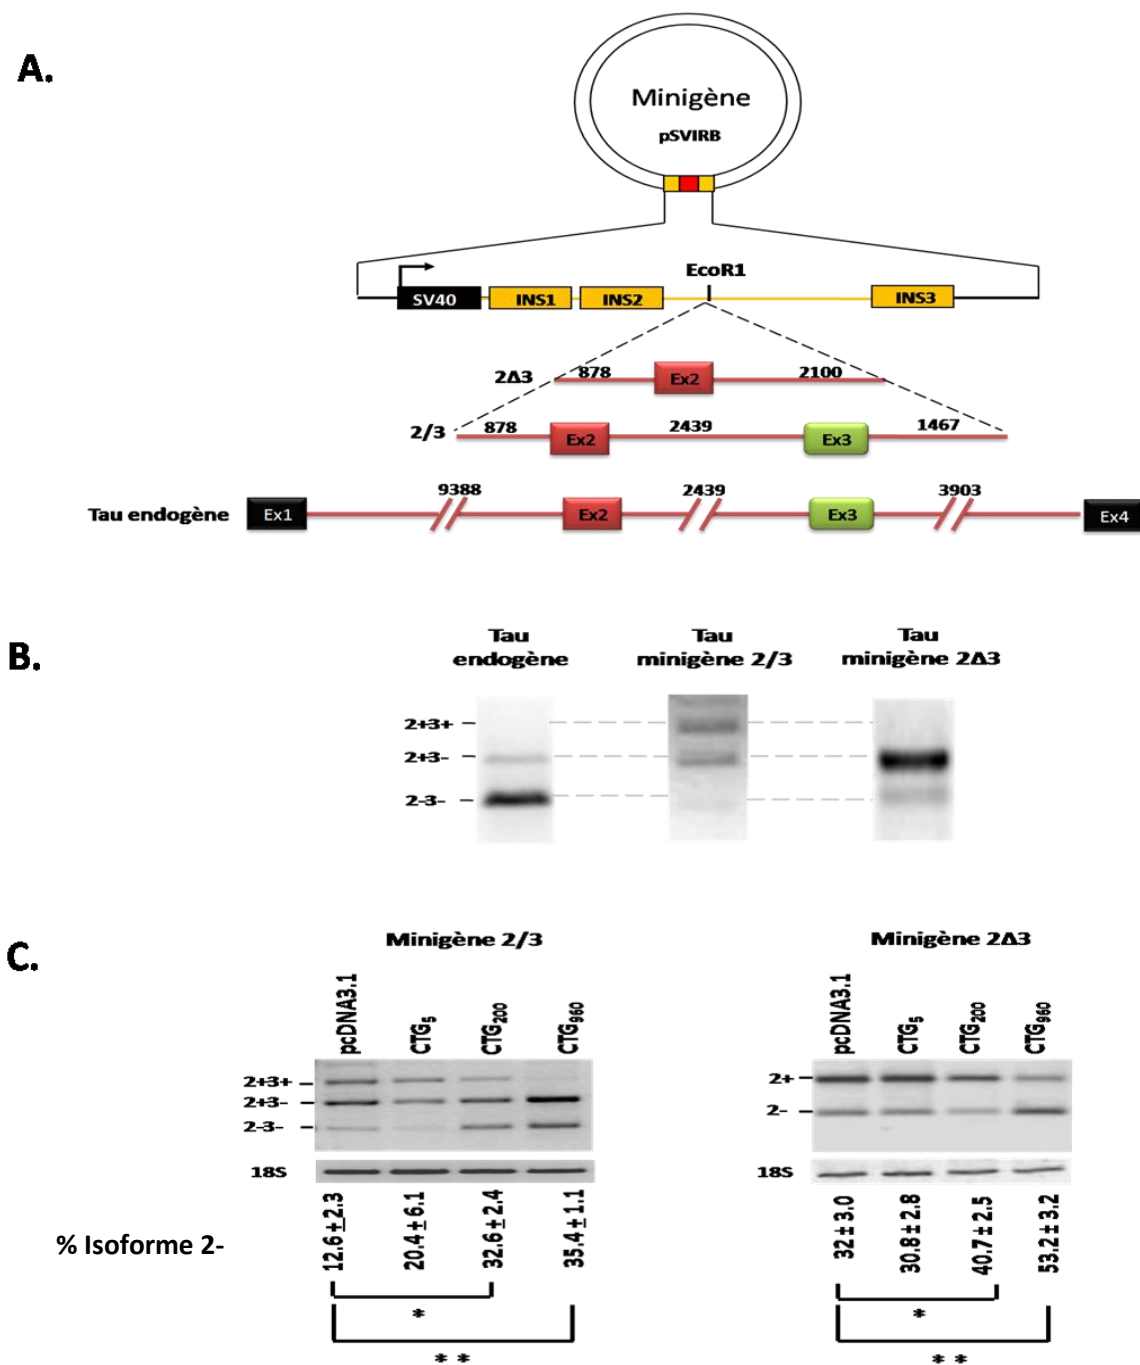 A.
Minigène
pSVIRB
EcoR1
SV40 INS1 INS2 INS3
2Δ3 878 Ex2 2100
2/3 878 Ex2 2439 Ex3 1467
9388 2439 3903
Tau endogène Ex1 Ex2 Ex3 Ex4
B.
Tau endogène
Tau minigène 2/3
Tau minigène 2Δ3
2+3+
2+3-
2-3-
C.
Minigène 2/3
pcDNA3.1 CTG5 CTG200 CTG960
2+3+
2+3-
2-3-
18S
% Isoforme 2-
12.6±2.3 20.4±6.1 32.6±2.4 35.4±1.1
*
**
Minigène 2Δ3
pcDNA3.1 CTG5 CTG200 CTG960
2+
2-
18S
32±3.0 30.8±2.8 40.7±2.5 53.2±3.2
*
* *